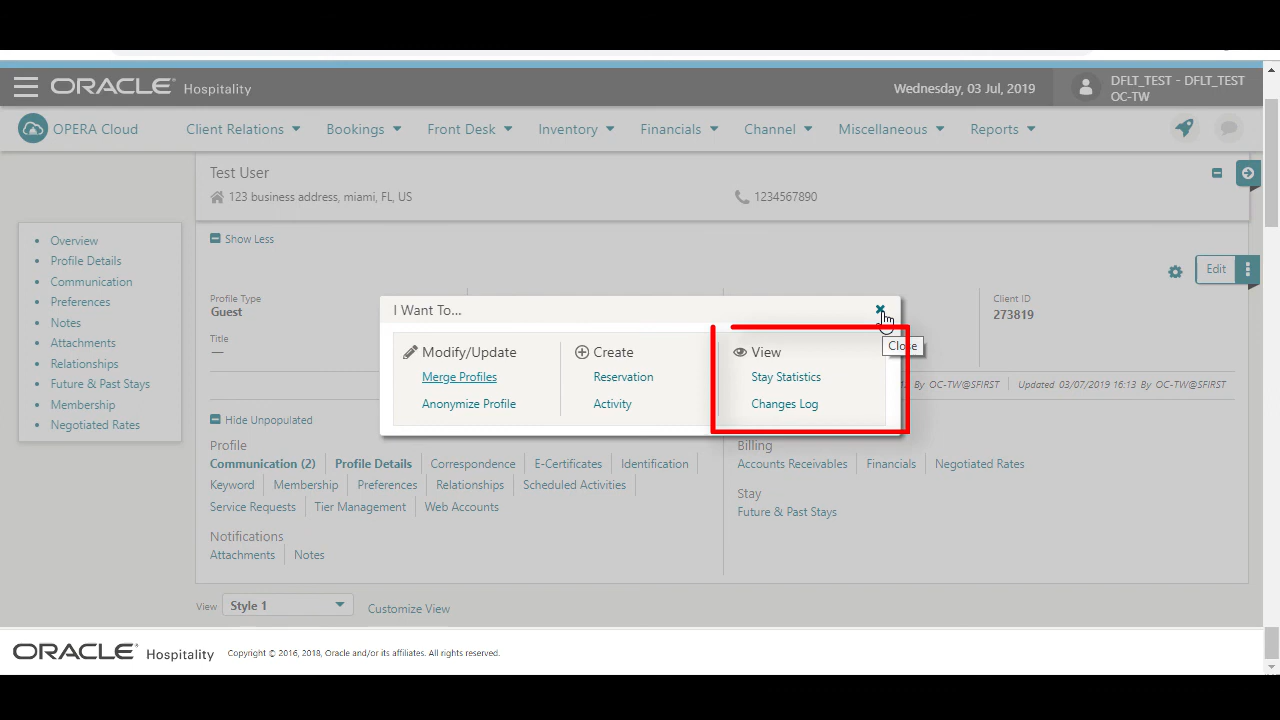 ORACLE® Hospitality
Wednesday, 03 Jul, 2019
DFLT_TEST - DFLT_TEST
OC-TW
OPERA Cloud
Client Relations
Bookings
Front Desk
Inventory
Financials
Channel
Miscellaneous
Reports
Test User
123 business address, miami, FL, US
1234567890
Overview
Profile Details
Communication
Preferences
Notes
Attachments
Relationships
Future & Past Stays
Membership
Negotiated Rates
Show Less
Edit
Profile Type
Guest
Title
—
Client ID
273819
I Want To...
Close
Modify/Update
Merge Profiles
Anonymize Profile
Create
Reservation
Activity
View
Stay Statistics
Changes Log
By OC-TW@SFIRST
Updated 03/07/2019 16:13 By OC-TW@SFIRST
Hide Unpopulated
Profile
Communication (2) Profile Details Correspondence E-Certificates Identification
Keyword Membership Preferences Relationships Scheduled Activities
Service Requests Tier Management Web Accounts
Notifications
Attachments Notes
Billing
Accounts Receivables Financials Negotiated Rates
Stay
Future & Past Stays
View Style 1 Customize View
ORACLE® Hospitality Copyright © 2016, 2018, Oracle and/or its affiliates. All rights reserved.